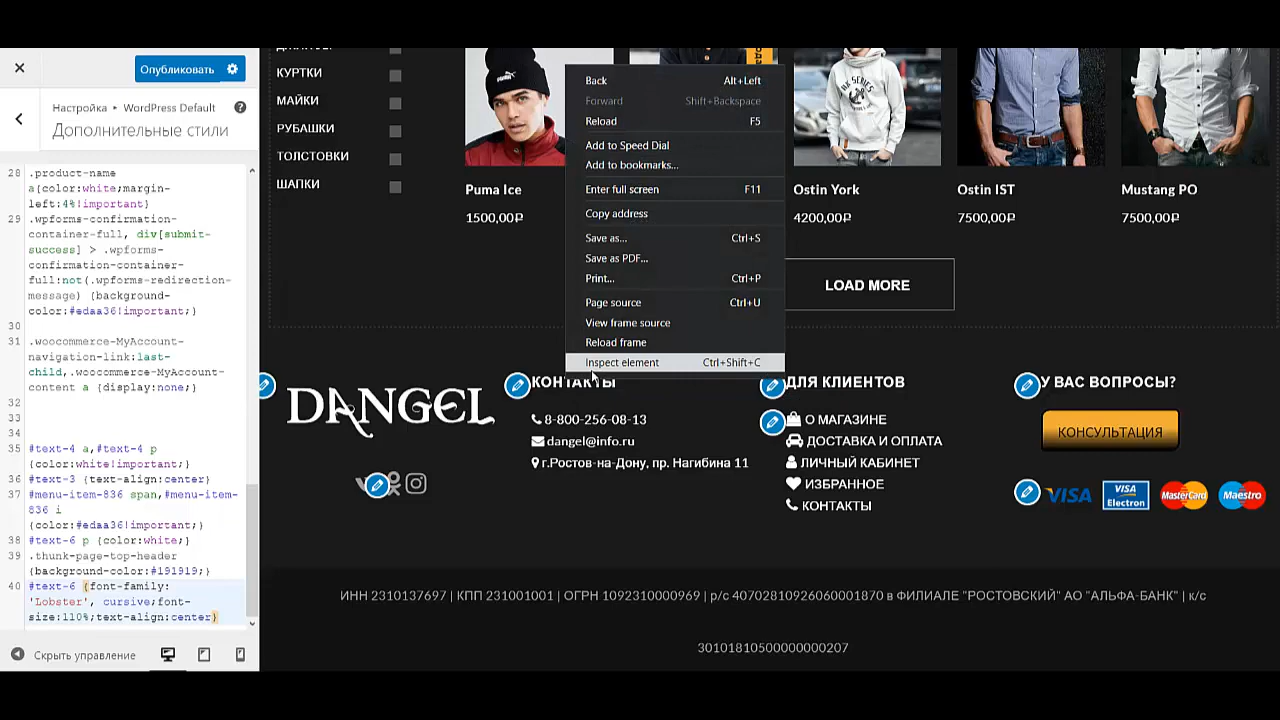 Опубликовать
Настройка ▸ WordPress Default
Дополнительные стили
28 .product-name
a{color:white;margin-
left:4%!important}
29 .wpforms-confirmation-
container-full, div[submit-
success] > .wpforms-
confirmation-container-
full:not(.wpforms-redirection-
message) {background-
color:#edaa36!important;}
30
31 .woocommerce-MyAccount-
navigation-link:last-
child,.woocommerce-MyAccount-
content a {display:none;}
32
33
34
35 #text-4 a,#text-4 p
{color:white!important;}
36 #text-3 {text-align:center}
37 #menu-item-836 span,#menu-item-
836 i
{color:#edaa36!important;}
38 #text-6 p {color:white;}
39 .thunk-page-top-header
{background-color:#191919;}
40 #text-6 {font-family:
'Lobster', cursive;font-
size:110%;text-align:center}
Скрыть управление
КУРТКИ
МАЙКИ
РУБАШКИ
ТОЛСТОВКИ
ШАПКИ
Puma Ice
1500,00₽
Ostin York
4200,00₽
Ostin IST
7500,00₽
Mustang PO
7500,00₽
LOAD MORE
Back Alt+Left
Forward Shift+Backspace
Reload F5
Add to Speed Dial
Add to bookmarks...
Enter full screen F11
Copy address
Save as... Ctrl+S
Save as PDF...
Print... Ctrl+P
Page source Ctrl+U
View frame source
Reload frame
Inspect element Ctrl+Shift+C
DANGEL
КОНТАКТЫ
8-800-256-08-13
dangel@info.ru
г.Ростов-на-Дону, пр. Нагибина 11
ДЛЯ КЛИЕНТОВ
О МАГАЗИНЕ
ДОСТАВКА И ОПЛАТА
ЛИЧНЫЙ КАБИНЕТ
ИЗБРАННОЕ
КОНТАКТЫ
У ВАС ВОПРОСЫ?
КОНСУЛЬТАЦИЯ
VISA VISA Electron MasterCard Maestro
ИНН 2310137697 | КПП 231001001 | ОГРН 1092310000969 | р/с 40702810926060001870 в ФИЛИАЛЕ "РОСТОВСКИЙ" АО "АЛЬФА-БАНК" | к/с
30101810500000000207